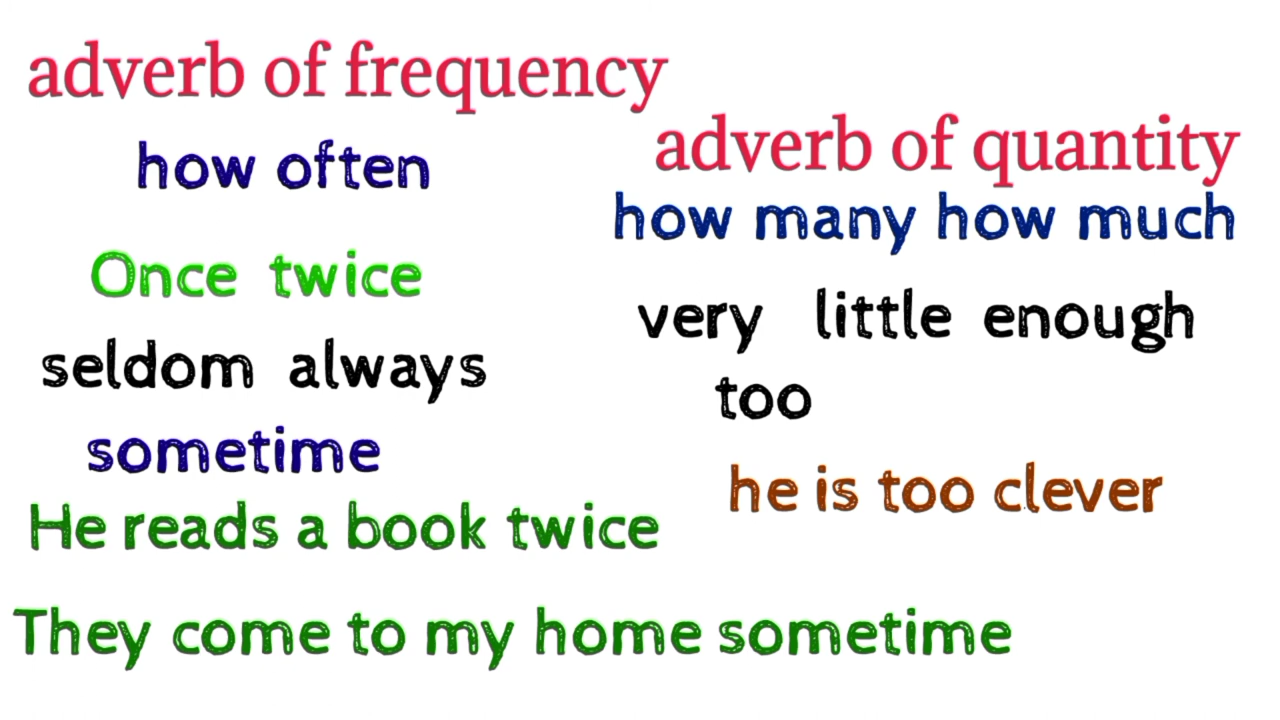 adverb of frequency
how often
Once twice
seldom always
sometime
He reads a book twice
They come to my home sometime
adverb of quantity
how many how much
very little enough
too
he is too clever